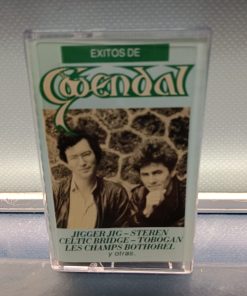 EXITOS DE
Gwendal
JIGGER JIG - STEREN
CELTIC BRIDGE - TOBOGAN
LES CHAMPS BOTHOREL
y otras.